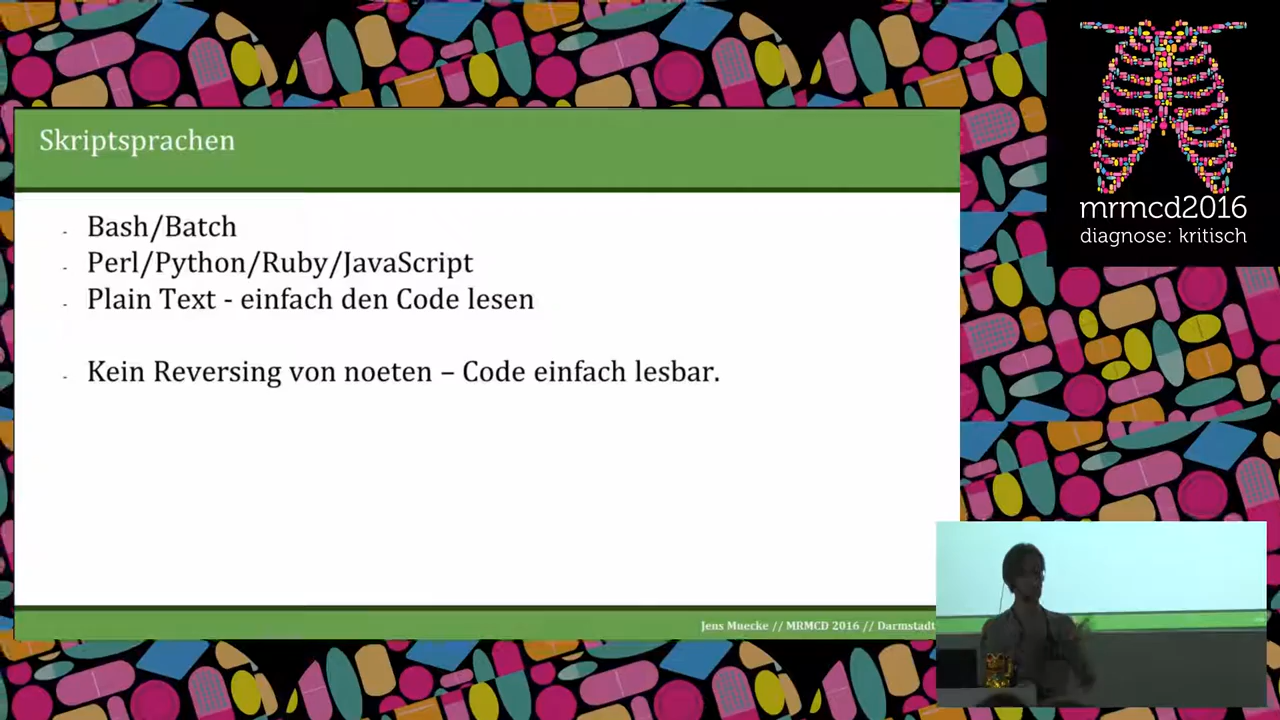 Skriptsprachen
- Bash/Batch
- Perl/Python/Ruby/JavaScript
- Plain Text - einfach den Code lesen
- Kein Reversing von noeten – Code einfach lesbar.
Jens Muecke // MRMCD 2016 // Darmstadt
mrmcd2016
diagnose: kritisch